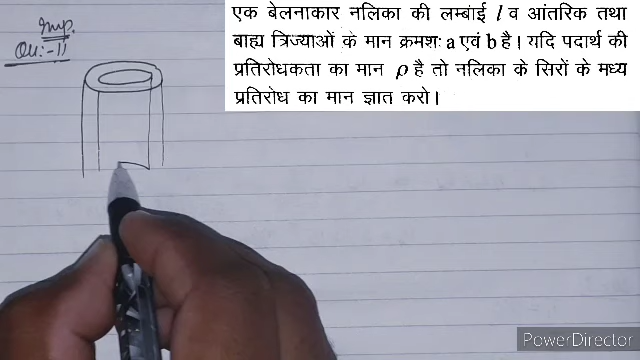 Imp.
Qu:-11
एक बेलनाकार नलिका की लम्बाई l व आंतरिक तथा
बाह्य त्रिज्याओं के मान क्रमशः a एवं b है। यदि पदार्थ की
प्रतिरोधकता का मान ρ है तो नलिका के सिरों के मध्य
प्रतिरोध का मान ज्ञात करो।
PowerDirector